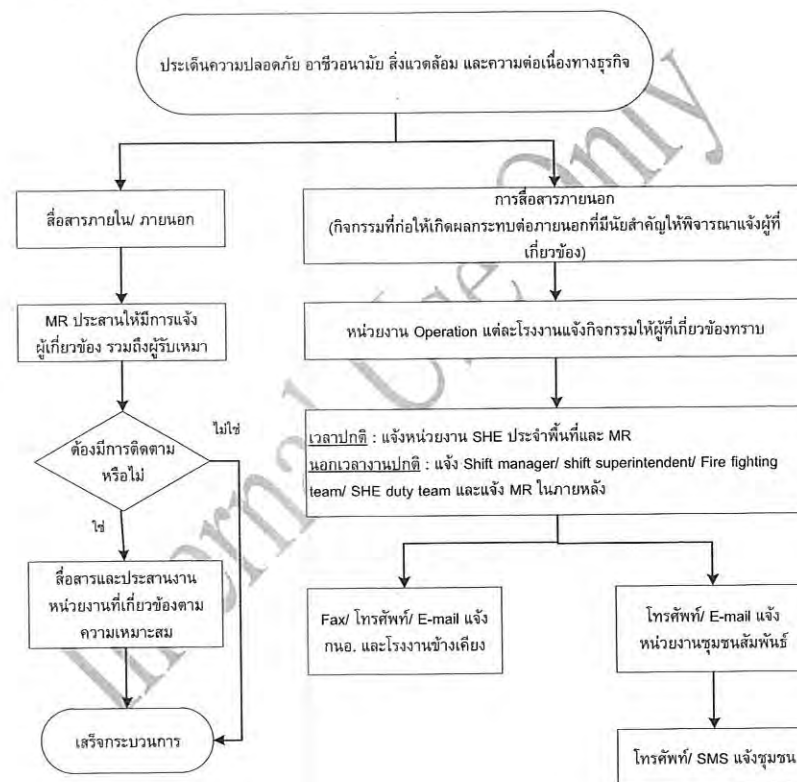 ประเด็นความปลอดภัย อาชีวอนามัย สิ่งแวดล้อม และความต่อเนื่องทางธุรกิจ
สื่อสารภายใน/ ภายนอก
MR ประสานให้มีการแจ้ง
ผู้เกี่ยวข้อง รวมถึงผู้รับเหมา
ต้องมีการติดตาม
หรือไม่
ไม่ใช่
ใช่
สื่อสารและประสานงาน
หน่วยงานที่เกี่ยวข้องตาม
ความเหมาะสม
เสร็จกระบวนการ
การสื่อสารภายนอก
(กิจกรรมที่ก่อให้เกิดผลกระทบต่อภายนอกที่มีนัยสำคัญให้พิจารณาแจ้งผู้ที่
เกี่ยวข้อง)
หน่วยงาน Operation แต่ละโรงงานแจ้งกิจกรรมให้ผู้ที่เกี่ยวข้องทราบ
เวลาปกติ : แจ้งหน่วยงาน SHE ประจำพื้นที่และ MR
นอกเวลางานปกติ : แจ้ง Shift manager/ shift superintendent/ Fire fighting
team/ SHE duty team และแจ้ง MR ในภายหลัง
Fax/ โทรศัพท์/ E-mail แจ้ง
กนอ. และโรงงานข้างเคียง
โทรศัพท์/ E-mail แจ้ง
หน่วยงานชุมชนสัมพันธ์
โทรศัพท์/ SMS แจ้งชุมชน
Internal Use Only